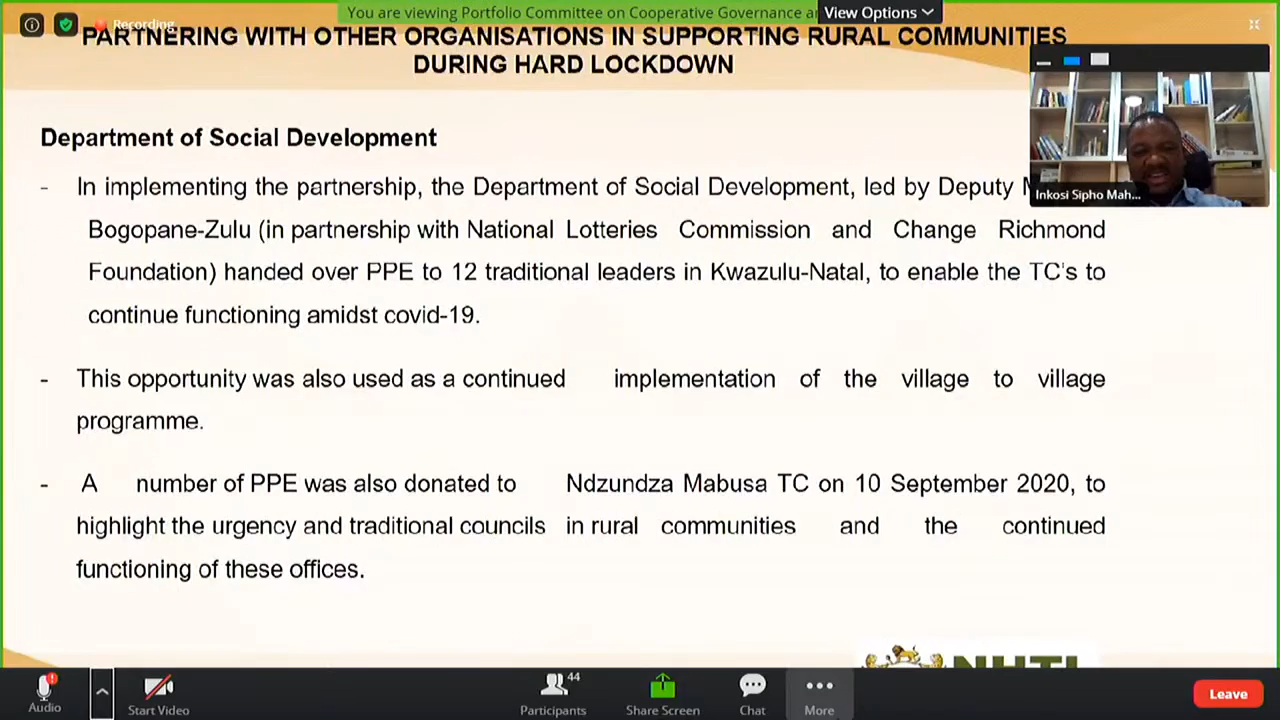 You are viewing Portfolio Committee on Cooperative Governance a
View Options
Recording
PARTNERING WITH OTHER ORGANISATIONS IN SUPPORTING RURAL COMMUNITIES
DURING HARD LOCKDOWN
Department of Social Development
- In implementing the partnership, the Department of Social Development, led by Deputy
Bogopane-Zulu (in partnership with National Lotteries Commission and Change Richmond
Foundation) handed over PPE to 12 traditional leaders in Kwazulu-Natal, to enable the TC's to
continue functioning amidst covid-19.
- This opportunity was also used as a continued implementation of the village to village
programme.
- A number of PPE was also donated to Ndzundza Mabusa TC on 10 September 2020, to
highlight the urgency and traditional councils in rural communities and the continued
functioning of these offices.
Inkosi Sipho Mah...
NHTL
Audio
Start Video
44
Participants
Share Screen
Chat
More
Leave